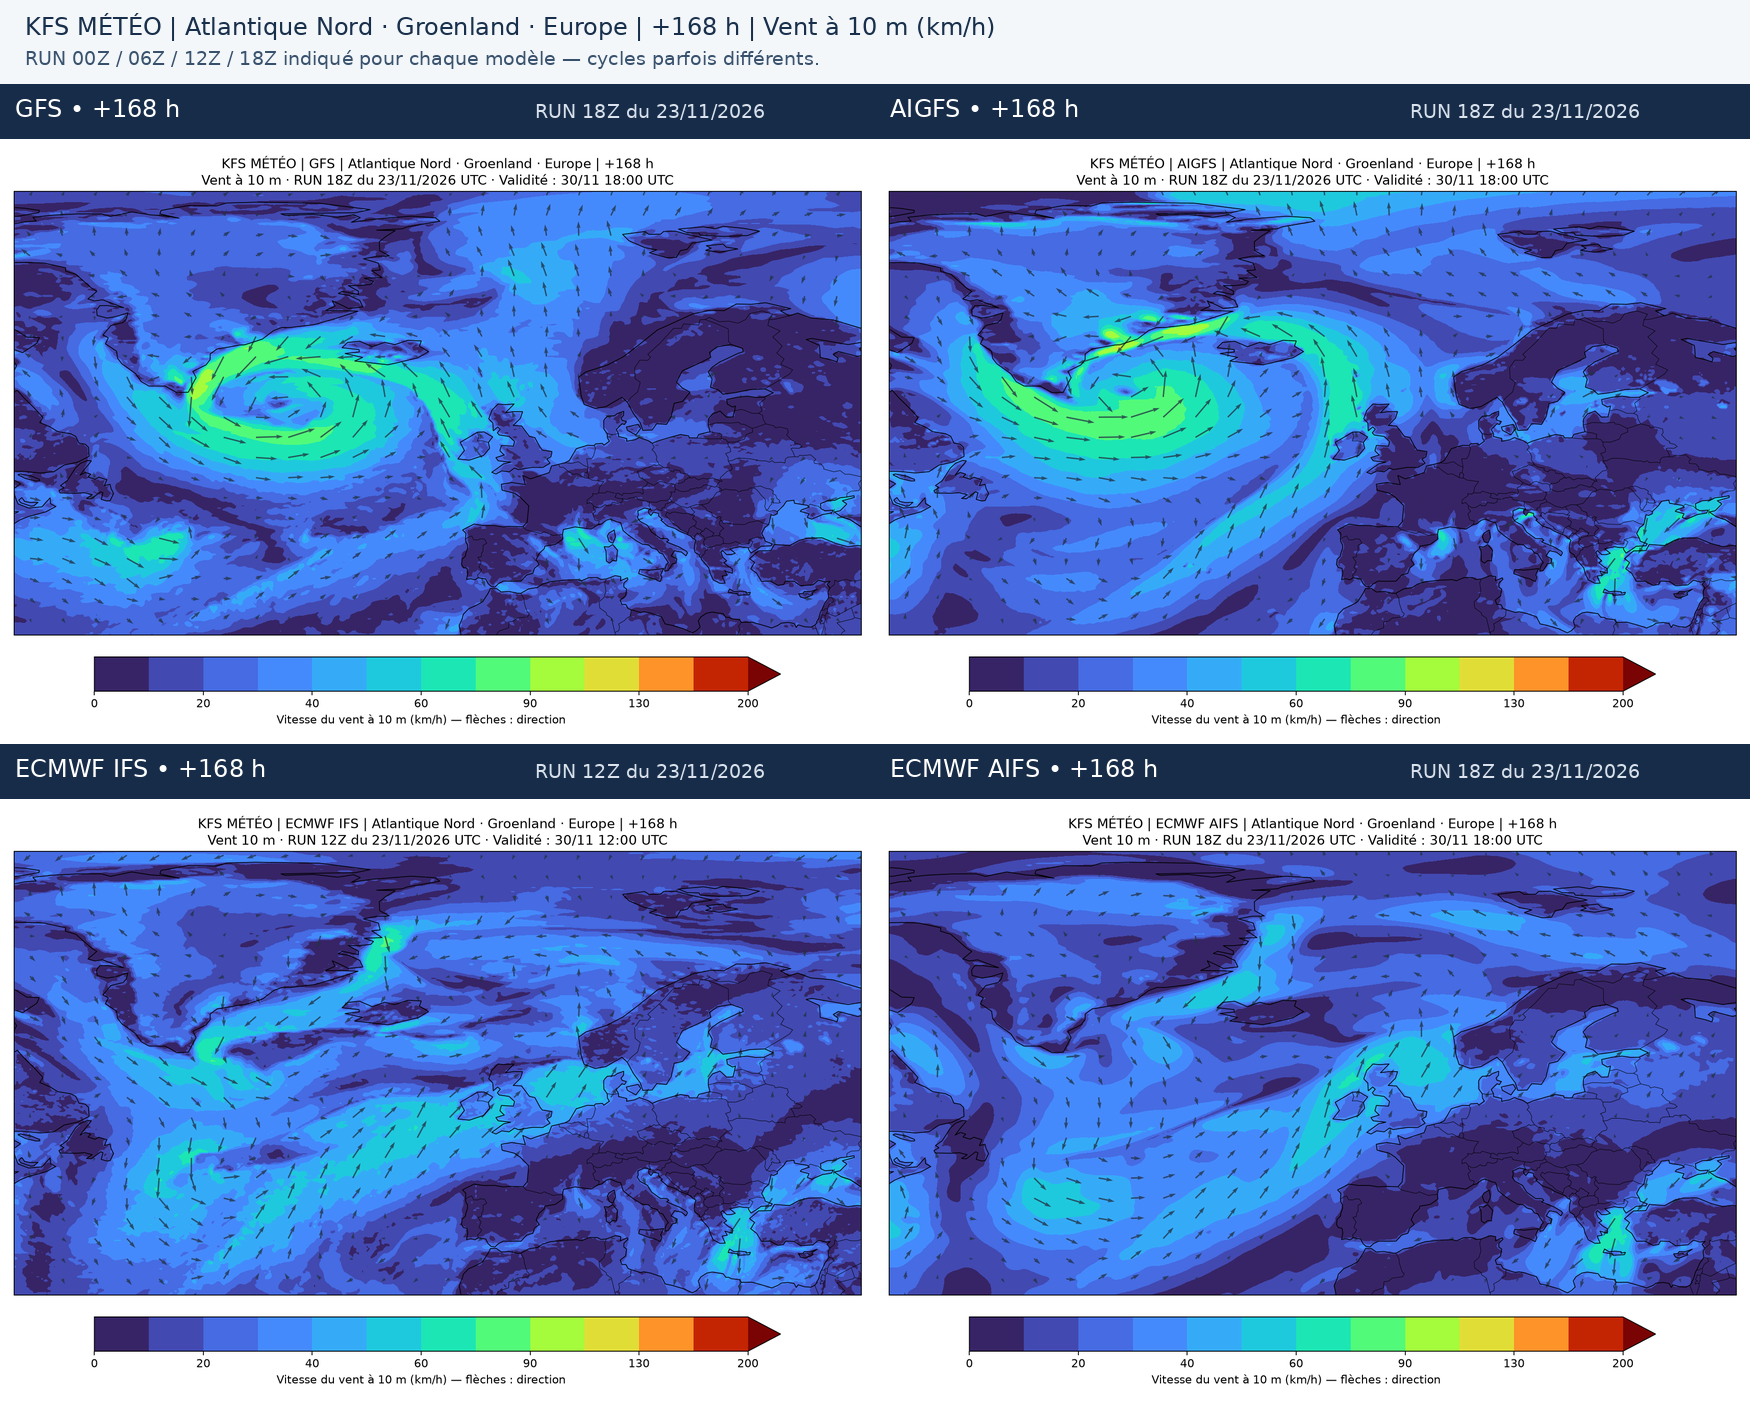 KFS MÉTÉO | Atlantique Nord · Groenland · Europe | +168 h | Vent à 10 m (km/h)
RUN 00Z / 06Z / 12Z / 18Z indiqué pour chaque modèle — cycles parfois différents.
GFS • +168 h
RUN 18Z du 23/11/2026
KFS MÉTÉO | GFS | Atlantique Nord · Groenland · Europe | +168 h
Vent à 10 m · RUN 18Z du 23/11/2026 UTC · Validité : 30/11 18:00 UTC
0 20 40 60 90 130 200
Vitesse du vent à 10 m (km/h) — flèches : direction
AIGFS • +168 h
RUN 18Z du 23/11/2026
KFS MÉTÉO | AIGFS | Atlantique Nord · Groenland · Europe | +168 h
Vent à 10 m · RUN 18Z du 23/11/2026 UTC · Validité : 30/11 18:00 UTC
0 20 40 60 90 130 200
Vitesse du vent à 10 m (km/h) — flèches : direction
ECMWF IFS • +168 h
RUN 12Z du 23/11/2026
KFS MÉTÉO | ECMWF IFS | Atlantique Nord · Groenland · Europe | +168 h
Vent 10 m · RUN 12Z du 23/11/2026 UTC · Validité : 30/11 12:00 UTC
0 20 40 60 90 130 200
Vitesse du vent à 10 m (km/h) — flèches : direction
ECMWF AIFS • +168 h
RUN 18Z du 23/11/2026
KFS MÉTÉO | ECMWF AIFS | Atlantique Nord · Groenland · Europe | +168 h
Vent 10 m · RUN 18Z du 23/11/2026 UTC · Validité : 30/11 18:00 UTC
0 20 40 60 90 130 200
Vitesse du vent à 10 m (km/h) — flèches : direction